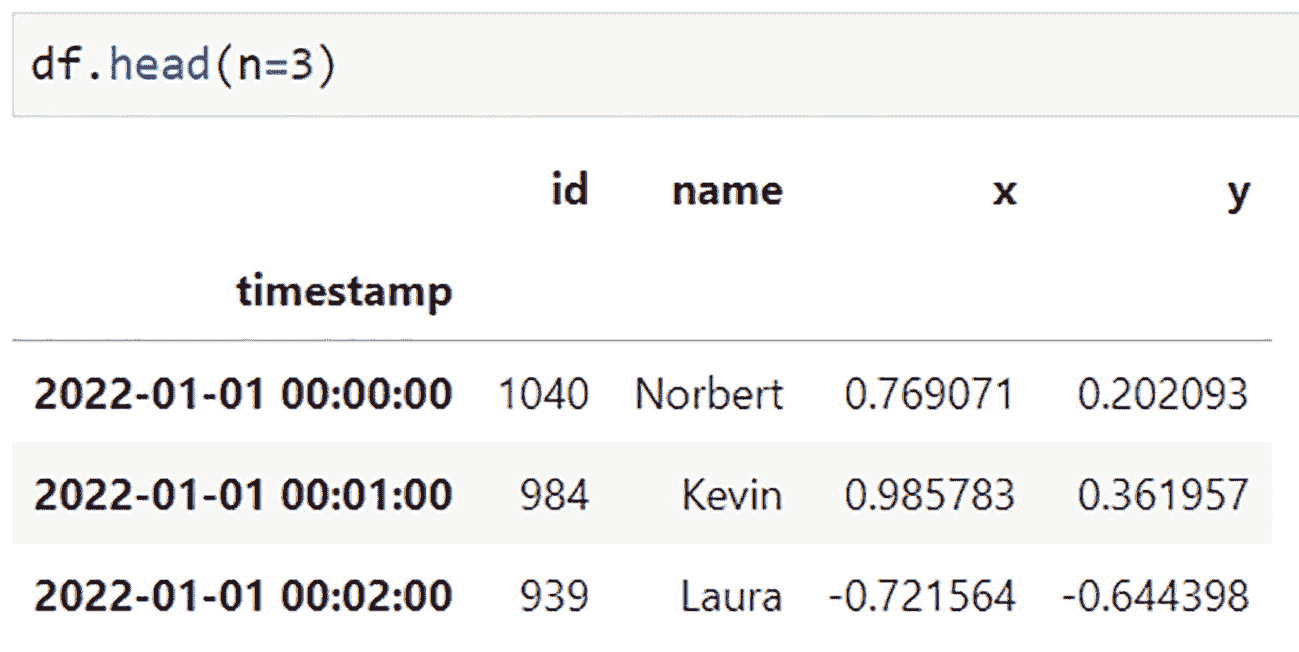 df.head(n=3)
id name x y
timestamp
2022-01-01 00:00:00 1040 Norbert 0.769071 0.202093
2022-01-01 00:01:00 984 Kevin 0.985783 0.361957
2022-01-01 00:02:00 939 Laura -0.721564 -0.644398